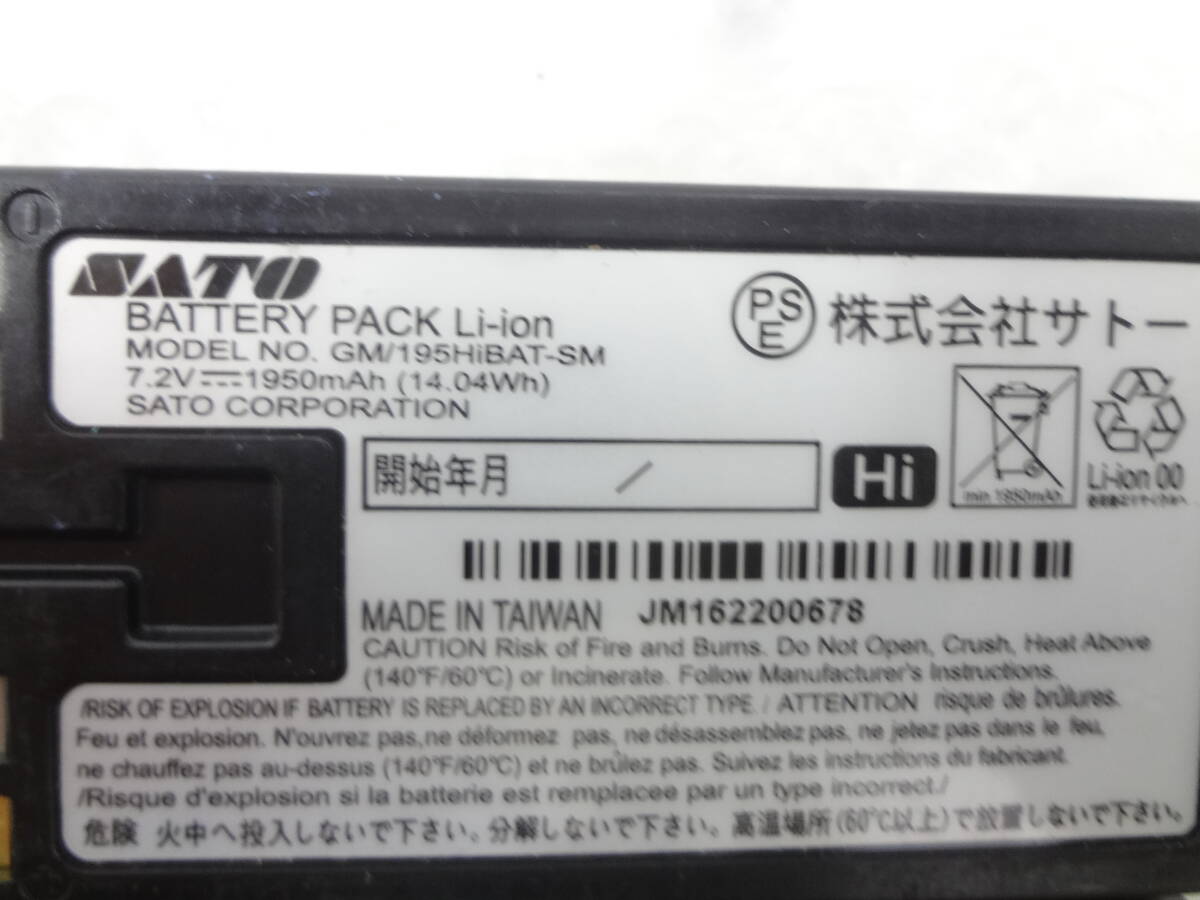 SATO
BATTERY PACK Li-ion
MODEL NO. GM/195HiBAT-SM
7.2V⎓1950mAh (14.04Wh)
SATO CORPORATION
PSE 株式会社サトー
開始年月 /
Hi
min 1850mAh
Li-ion 00
MADE IN TAIWAN JM162200678
CAUTION Risk of Fire and Burns. Do Not Open, Crush, Heat Above
(140°F/60°C) or Incinerate. Follow Manufacturer's Instructions.
/RISK OF EXPLOSION IF BATTERY IS REPLACED BY AN INCORRECT TYPE. / ATTENTION risque de brûlures.
Feu et explosion. N'ouvrez pas,ne déformez pas, ne désassemblez pas, ne jetez pas dans le feu,
ne chauffez pas au-dessus (140°F/60°C) et ne brûlez pas. Suivez les instructions du fabricant.
/Risque d'explosion si la batterie est remplacee par un type incorrect./
危険 火中へ投入しないで下さい。分解しないで下さい。高温場所(60℃以上)で放置しないで下さい。